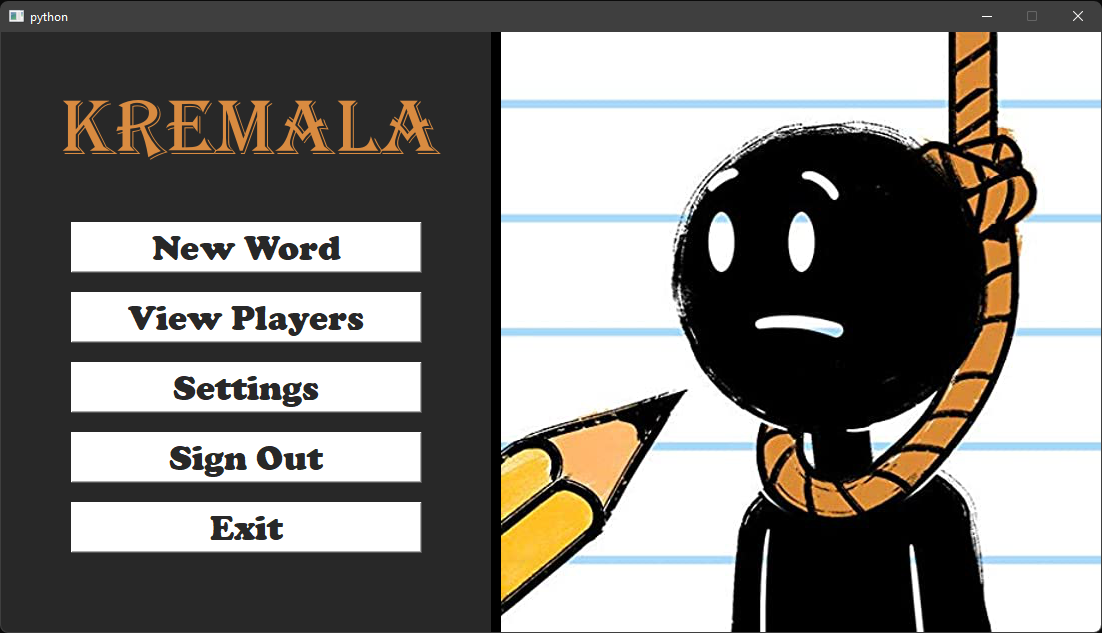 python
KREMALA
New Word
View Players
Settings
Sign Out
Exit